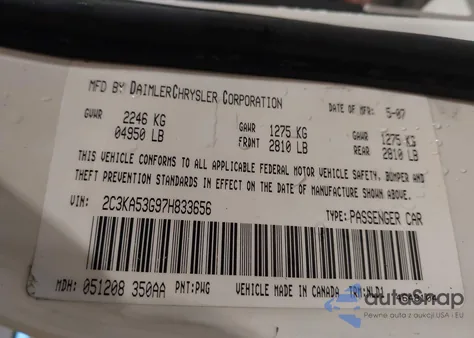 MFD BY DAIMLERCHRYSLER CORPORATION DATE OF MFR: 5-07
GVWR 2246 KG GAWR 1275 KG GAWR 1275 KG
04950 LB FRONT 2810 LB REAR 2810 LB
THIS VEHICLE CONFORMS TO ALL APPLICABLE FEDERAL MOTOR VEHICLE SAFETY, BUMPER AND
THEFT PREVENTION STANDARDS IN EFFECT ON THE DATE OF MANUFACTURE SHOWN ABOVE.
VIN: 2C3KA53G97H833656 TYPE: PASSENGER CAR
MDH: 051208 350AA PNT: PWG VEHICLE MADE IN CANADA TRM: NLD1
autosnap
Pewne auta z aukcji USA - EU